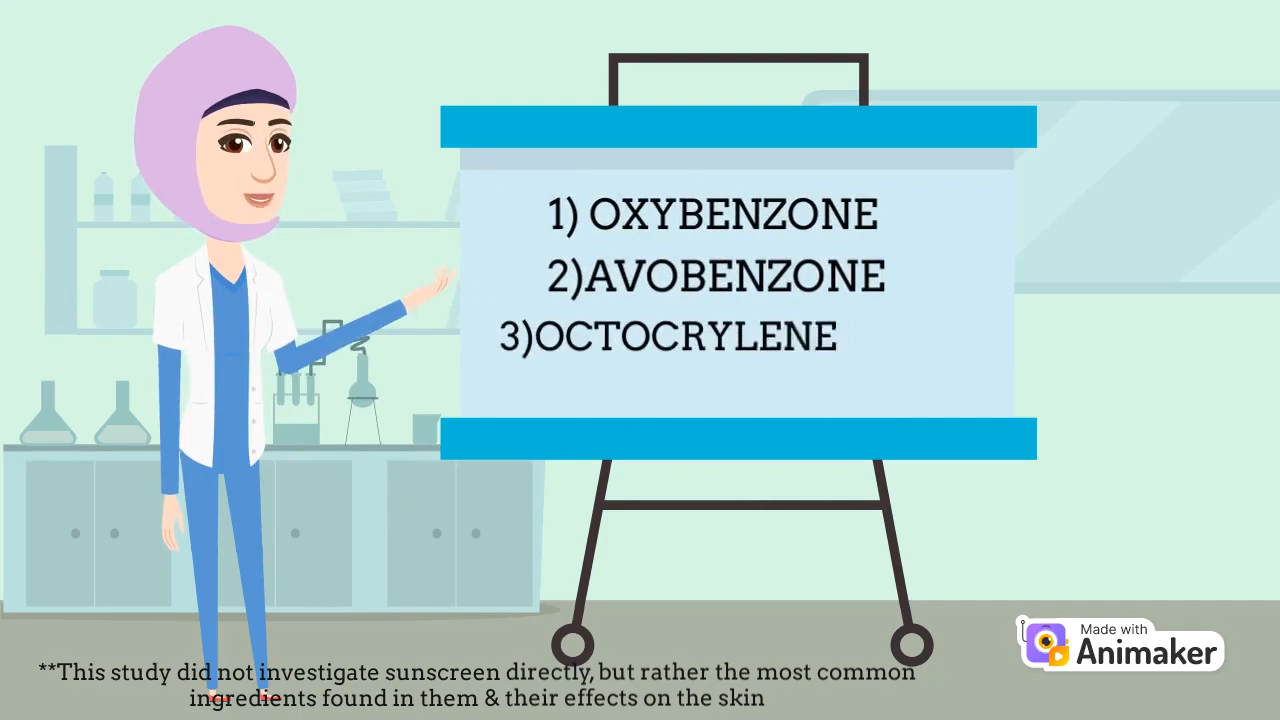 1) OXYBENZONE
2)AVOBENZONE
3)OCTOCRYLENE
Made with
Animaker
**This study did not investigate sunscreen directly, but rather the most common
ingredients found in them & their effects on the skin